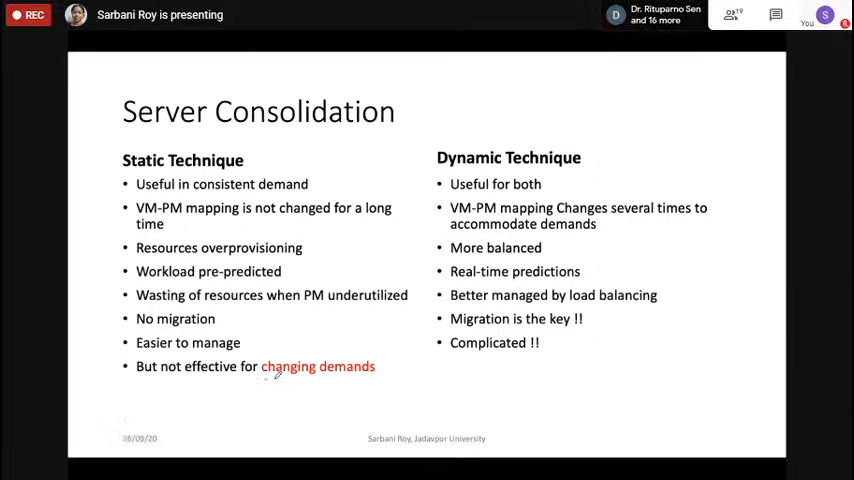 REC
Sarbani Roy is presenting
D
Dr. Rituparno Sen
and 16 more
19
You
S
Server Consolidation
Static Technique
• Useful in consistent demand
• VM-PM mapping is not changed for a long
time
• Resources overprovisioning
• Workload pre-predicted
• Wasting of resources when PM underutilized
• No migration
• Easier to manage
• But not effective for changing demands
Dynamic Technique
• Useful for both
• VM-PM mapping Changes several times to
accommodate demands
• More balanced
• Real-time predictions
• Better managed by load balancing
• Migration is the key !!
• Complicated !!
Sarbani Roy, Jadavpur University